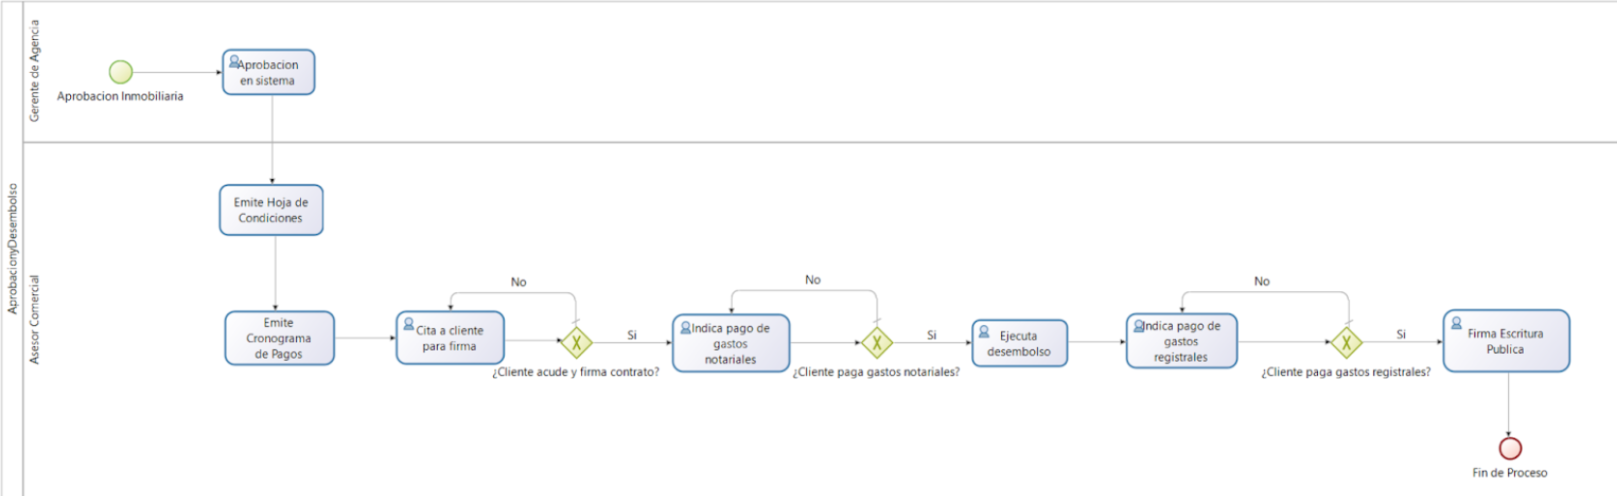 AprobacionyDesembolso
Gerente de Agencia
Aprobacion Inmobiliaria
Aprobacion
en sistema
Asesor Comercial
Emite Hoja de
Condiciones
Emite
Cronograma
de Pagos
Cita a cliente
para firma
No
¿Cliente acude y firma contrato?
Si
Indica pago de
gastos
notariales
No
¿Cliente paga gastos notariales?
Si
Ejecuta
desembolso
Indica pago de
gastos
registrales
No
¿Cliente paga gastos registrales?
Si
Firma Escritura
Publica
Fin de Proceso